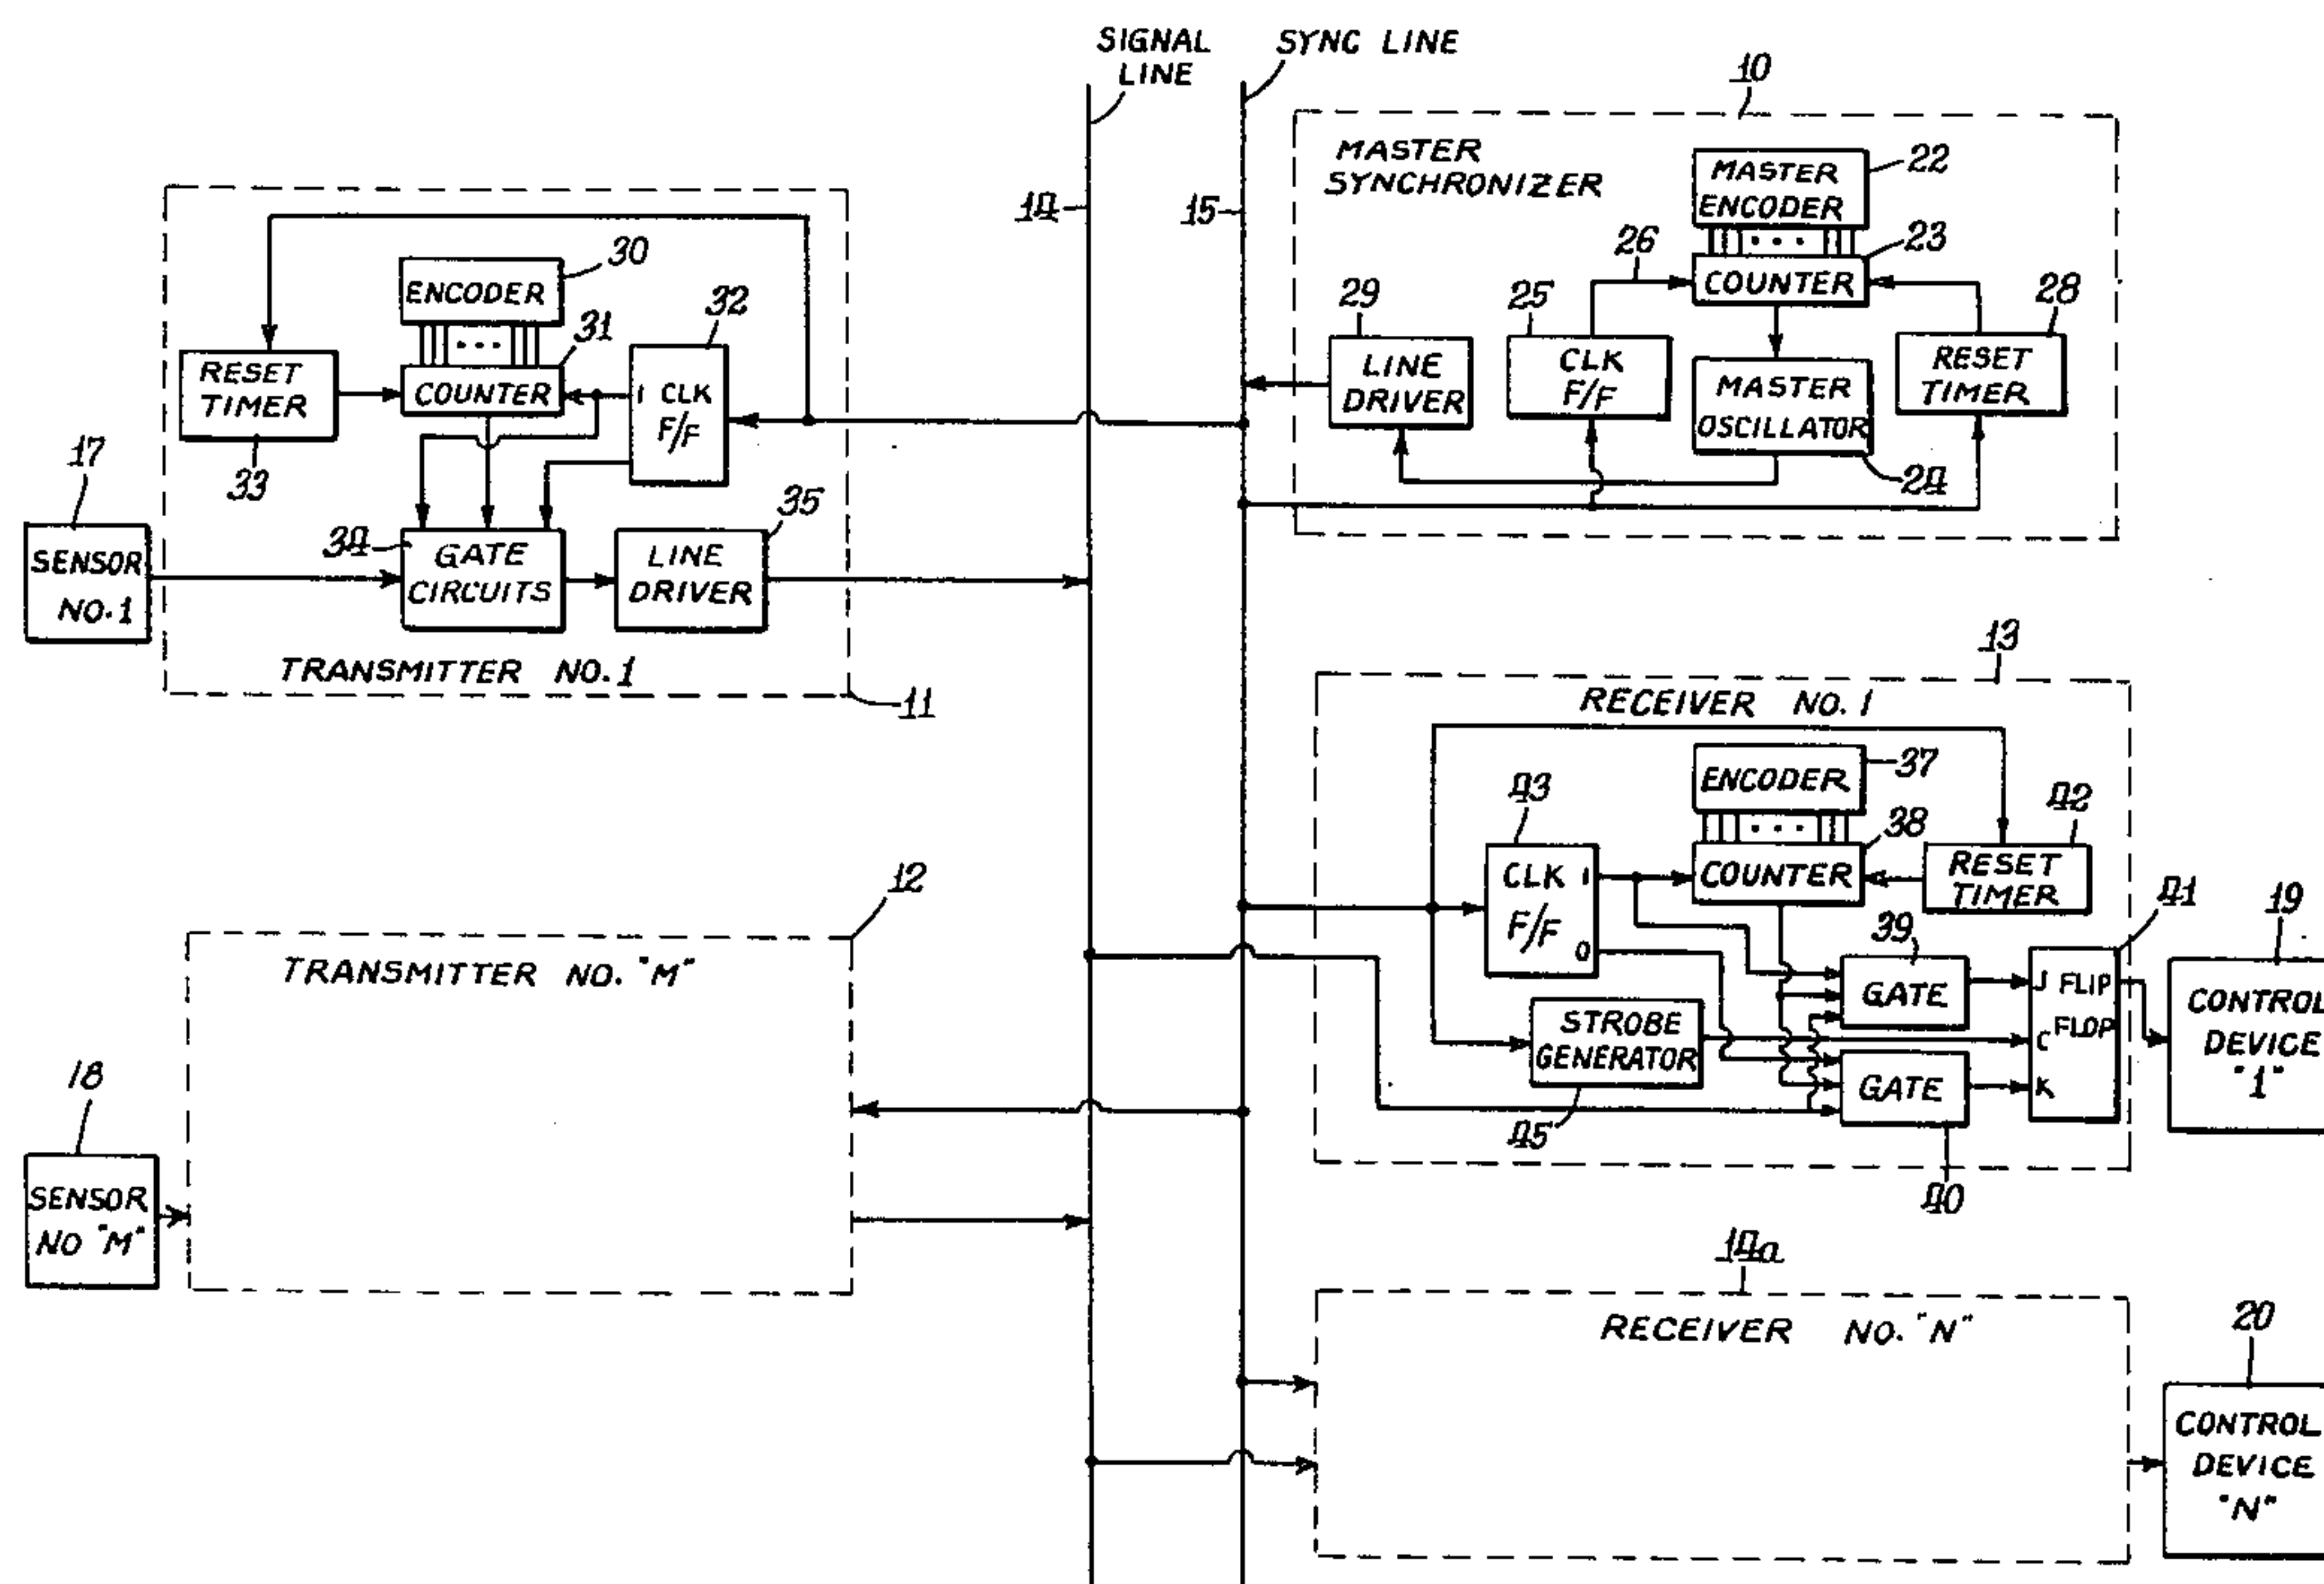 SIGNAL LINE
SYNC LINE
10
MASTER SYNCHRONIZER
MASTER ENCODER
22
14
15
26
23
COUNTER
29
25
28
LINE DRIVER
CLK F/F
MASTER OSCILLATOR
RESET TIMER
24
30
ENCODER
32
31
RESET TIMER
COUNTER
1 CLK F/F
33
17
35
34
SENSOR NO.1
GATE CIRCUITS
LINE DRIVER
TRANSMITTER NO.1
11
13
RECEIVER NO.1
ENCODER
37
43
42
38
CLK F/F
1
0
COUNTER
RESET TIMER
41
19
39
J FLIP FLOP
C
K
GATE
STROBE GENERATOR
GATE
45
40
CONTROL DEVICE "1"
12
TRANSMITTER NO. "M"
18
SENSOR NO "M"
14a
RECEIVER NO. "N"
20
CONTROL DEVICE "N"